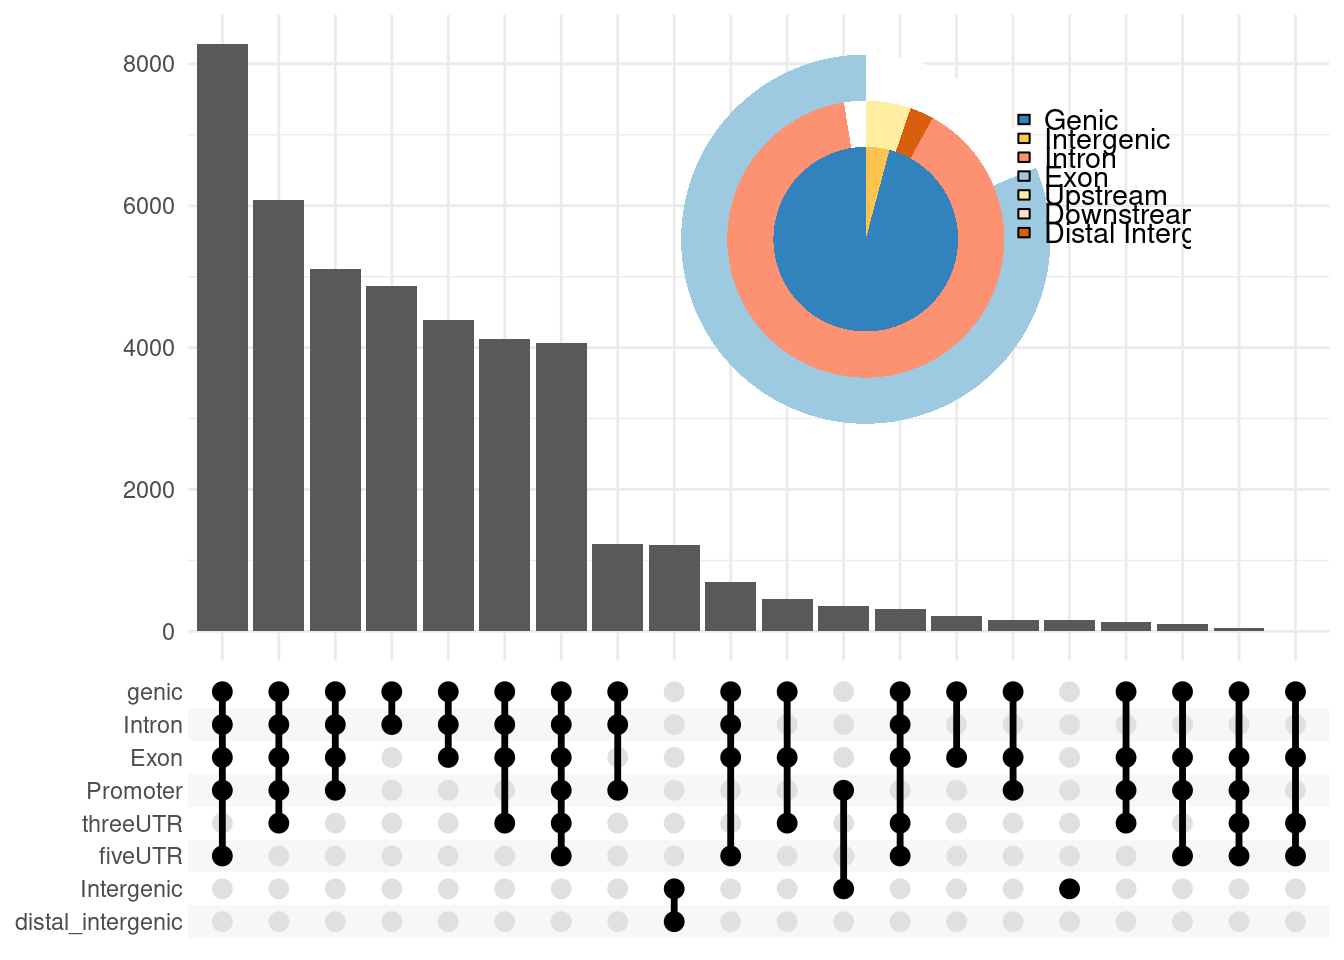 8000
6000
4000
2000
0
Genic
Intergenic
Intron
Exon
Upstream
Downstrear
Distal Interg
genic
Intron
Exon
Promoter
threeUTR
fiveUTR
Intergenic
distal_intergenic